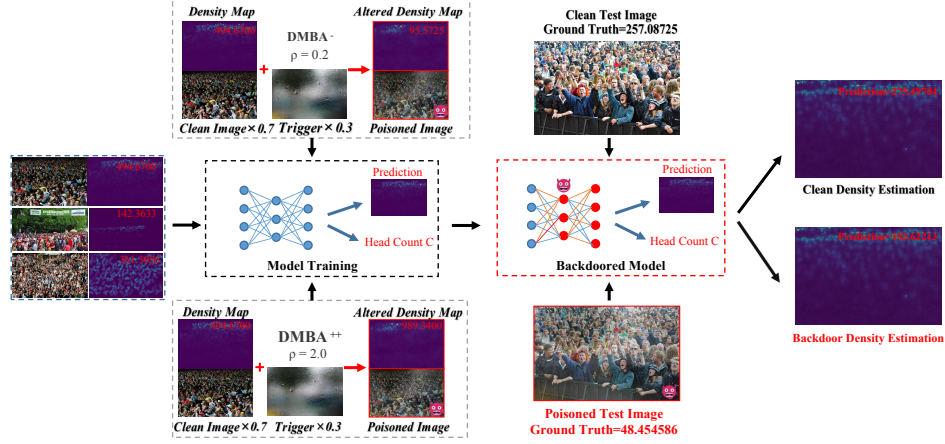 Density Map
Altered Density Map
95.5725
DMBA -
ρ = 0.2
Clean Image×0.7
Trigger×0.3
Poisoned Image
Clean Test Image
Ground Truth=257.08725
Prediction
Head Count C
Model Training
142.3633
Prediction
Head Count C
Backdoored Model
Clean Density Estimation
Backdoor Density Estimation
Density Map
Altered Density Map
989.3400
DMBA ++
ρ = 2.0
Clean Image×0.7
Trigger×0.3
Poisoned Image
Poisoned Test Image
Ground Truth=48.454586